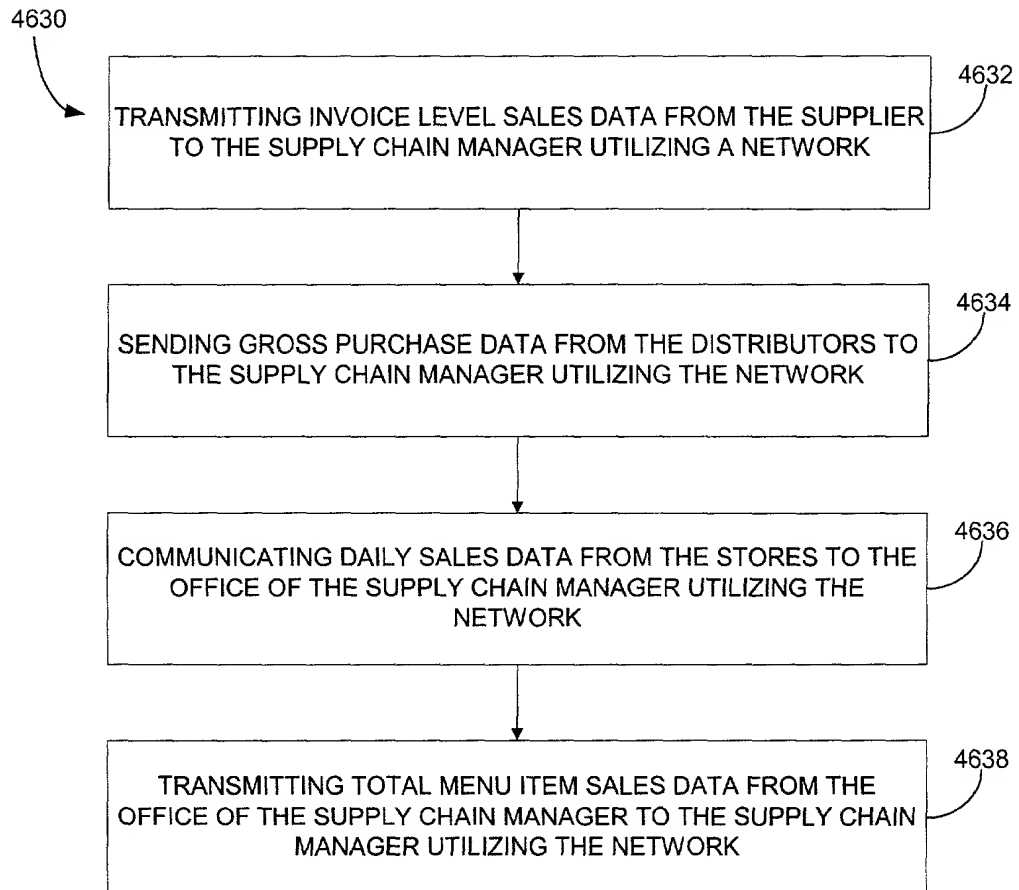 4630
4632
TRANSMITTING INVOICE LEVEL SALES DATA FROM THE SUPPLIER
TO THE SUPPLY CHAIN MANAGER UTILIZING A NETWORK
4634
SENDING GROSS PURCHASE DATA FROM THE DISTRIBUTORS TO
THE SUPPLY CHAIN MANAGER UTILIZING THE NETWORK
4636
COMMUNICATING DAILY SALES DATA FROM THE STORES TO THE
OFFICE OF THE SUPPLY CHAIN MANAGER UTILIZING THE
NETWORK
4638
TRANSMITTING TOTAL MENU ITEM SALES DATA FROM THE
OFFICE OF THE SUPPLY CHAIN MANAGER TO THE SUPPLY CHAIN
MANAGER UTILIZING THE NETWORK